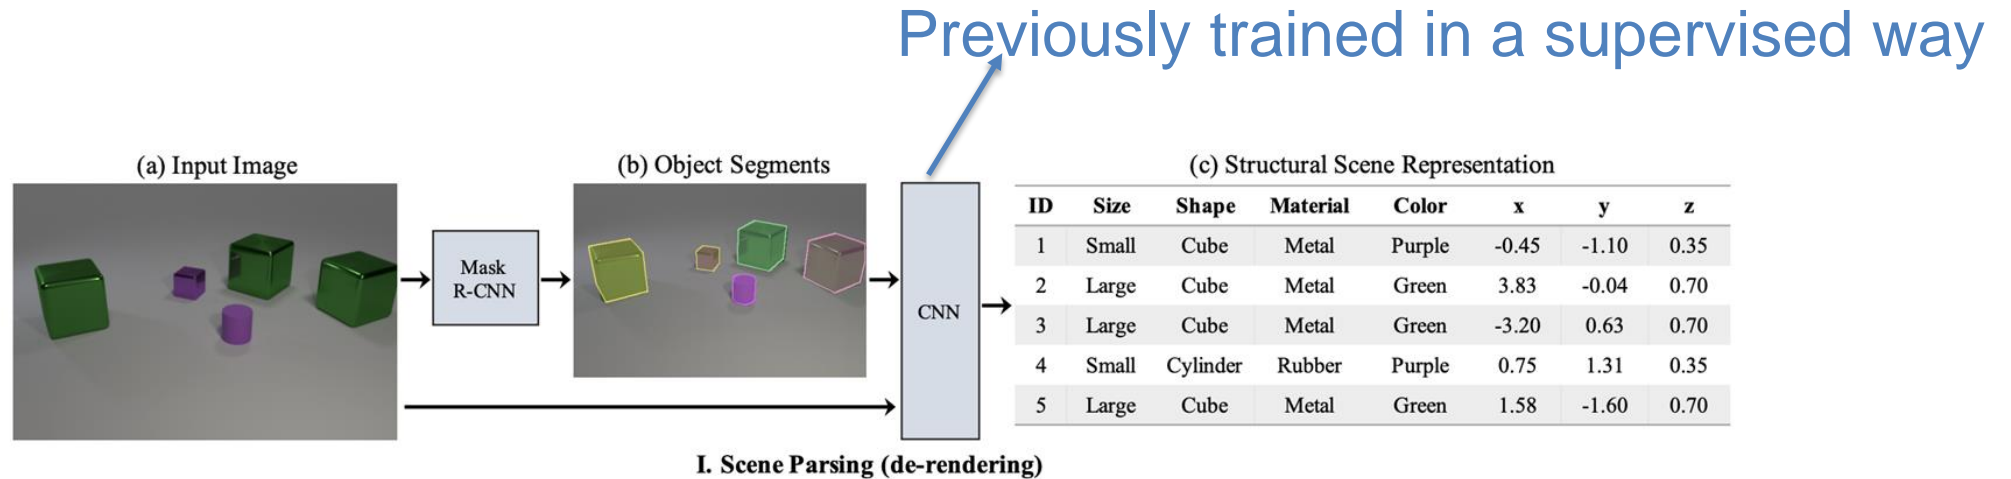 Previously trained in a supervised way
(a) Input Image
(b) Object Segments
(c) Structural Scene Representation
Mask
R-CNN
CNN
ID Size Shape Material Color x y z
1 Small Cube Metal Purple -0.45 -1.10 0.35
2 Large Cube Metal Green 3.83 -0.04 0.70
3 Large Cube Metal Green -3.20 0.63 0.70
4 Small Cylinder Rubber Purple 0.75 1.31 0.35
5 Large Cube Metal Green 1.58 -1.60 0.70
I. Scene Parsing (de-rendering)